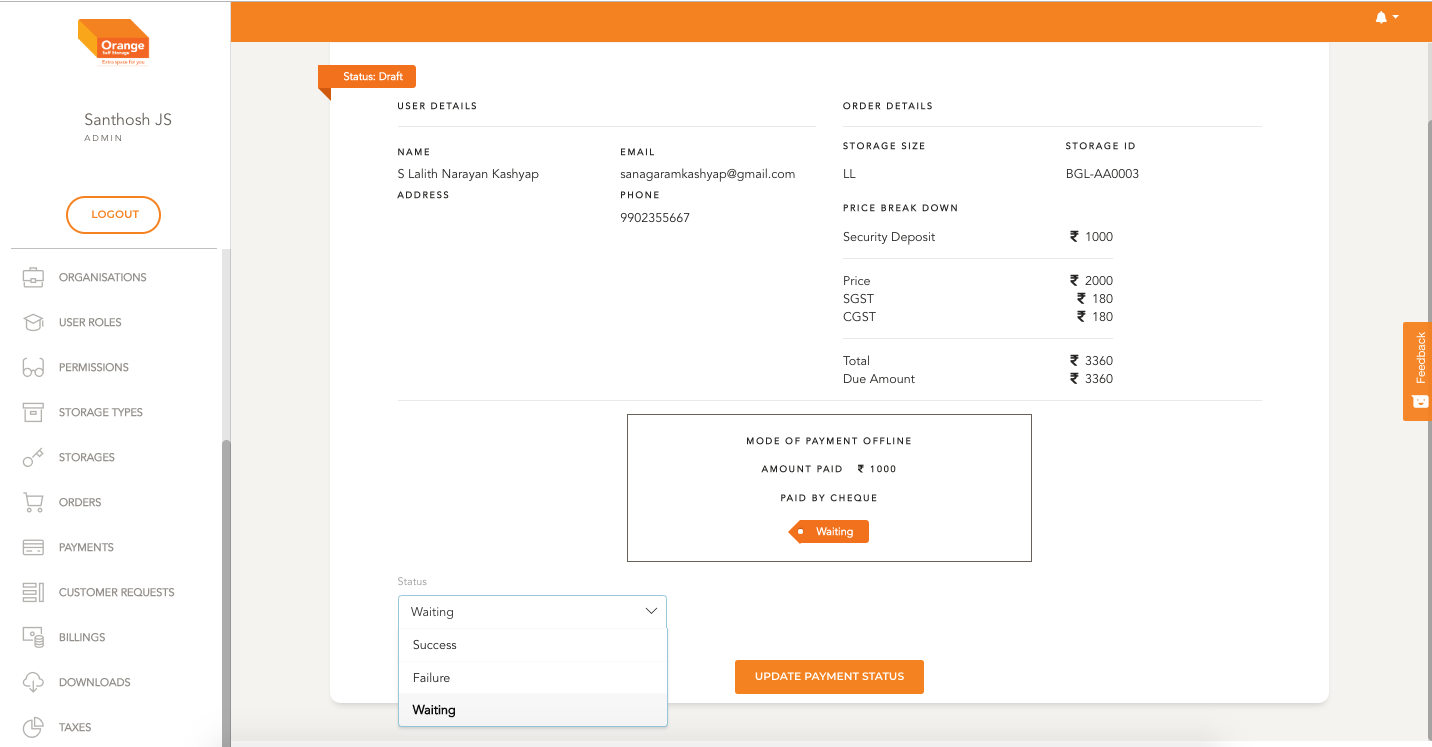 Orange
Self Storage
Extra space for you
Santhosh JS
ADMIN
LOGOUT
ORGANISATIONS
USER ROLES
PERMISSIONS
STORAGE TYPES
STORAGES
ORDERS
PAYMENTS
CUSTOMER REQUESTS
BILLINGS
DOWNLOADS
TAXES
Status: Draft
USER DETAILS
NAME
S Lalith Narayan Kashyap
EMAIL
sanagaramkashyap@gmail.com
ADDRESS
PHONE
9902355667
ORDER DETAILS
STORAGE SIZE
LL
STORAGE ID
BGL-AA0003
PRICE BREAK DOWN
Security Deposit ₹ 1000
Price ₹ 2000
SGST ₹ 180
CGST ₹ 180
Total ₹ 3360
Due Amount ₹ 3360
MODE OF PAYMENT OFFLINE
AMOUNT PAID ₹ 1000
PAID BY CHEQUE
Waiting
Status
Waiting
Success
Failure
Waiting
UPDATE PAYMENT STATUS
Feedback